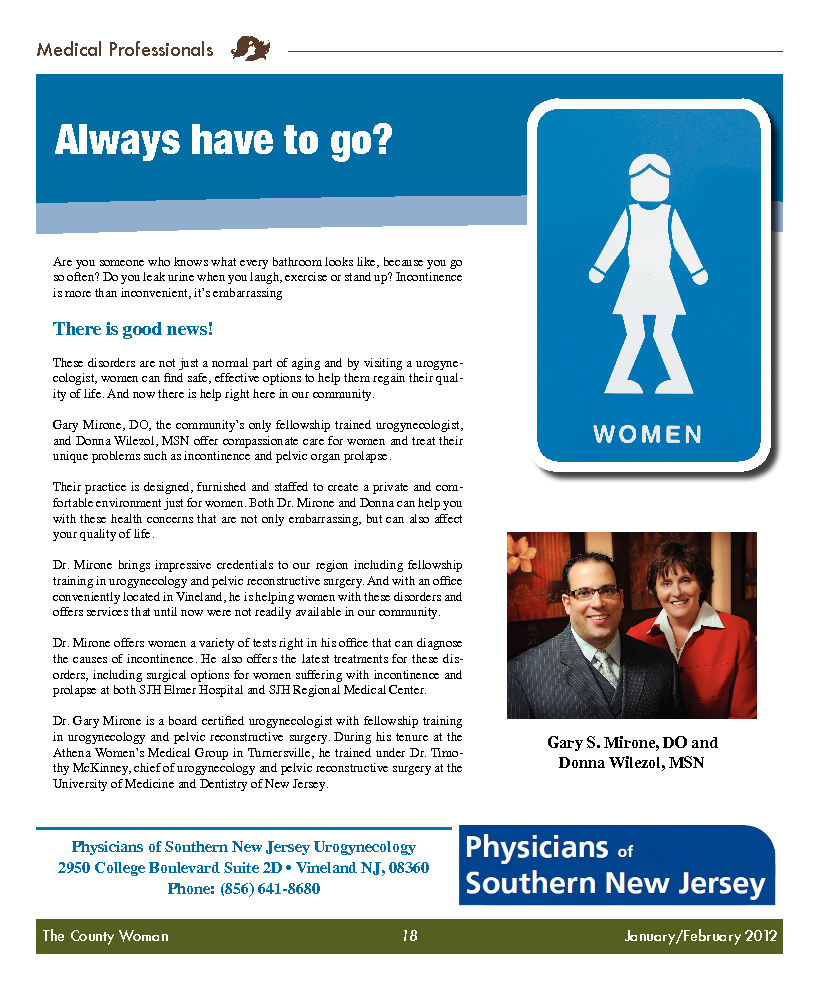 Medical Professionals
Always have to go?
WOMEN
Are you someone who knows what every bathroom looks like, because you go
so often? Do you leak urine when you laugh, exercise or stand up? Incontinence
is more than inconvenient, it's embarrassing
There is good news!
These disorders are not just a normal part of aging and by visiting a urogyne-
cologist, women can find safe, effective options to help them regain their qual-
ity of life. And now there is help right here in our community.
Gary Mirone, DO, the community's only fellowship trained urogynecologist,
and Donna Wilezol, MSN offer compassionate care for women and treat their
unique problems such as incontinence and pelvic organ prolapse.
Their practice is designed, furnished and staffed to create a private and com-
fortable environment just for women. Both Dr. Mirone and Donna can help you
with these health concerns that are not only embarrassing, but can also affect
your quality of life.
Dr. Mirone brings impressive credentials to our region including fellowship
training in urogynecology and pelvic reconstructive surgery. And with an office
conveniently located in Vineland, he is helping women with these disorders and
offers services that until now were not readily available in our community.
Dr. Mirone offers women a variety of tests right in his office that can diagnose
the causes of incontinence. He also offers the latest treatments for these dis-
orders, including surgical options for women suffering with incontinence and
prolapse at both SJH Elmer Hospital and SJH Regional Medical Center.
Dr. Gary Mirone is a board certified urogynecologist with fellowship training
in urogynecology and pelvic reconstructive surgery. During his tenure at the
Athena Women's Medical Group in Turnersville, he trained under Dr. Timo-
thy McKinney, chief of urogynecology and pelvic reconstructive surgery at the
University of Medicine and Dentistry of New Jersey.
Gary S. Mirone, DO and
Donna Wilezol, MSN
Physicians of Southern New Jersey Urogynecology
2950 College Boulevard Suite 2D • Vineland NJ, 08360
Phone: (856) 641-8680
Physicians of
Southern New Jersey
The County Woman 18 January/February 2012